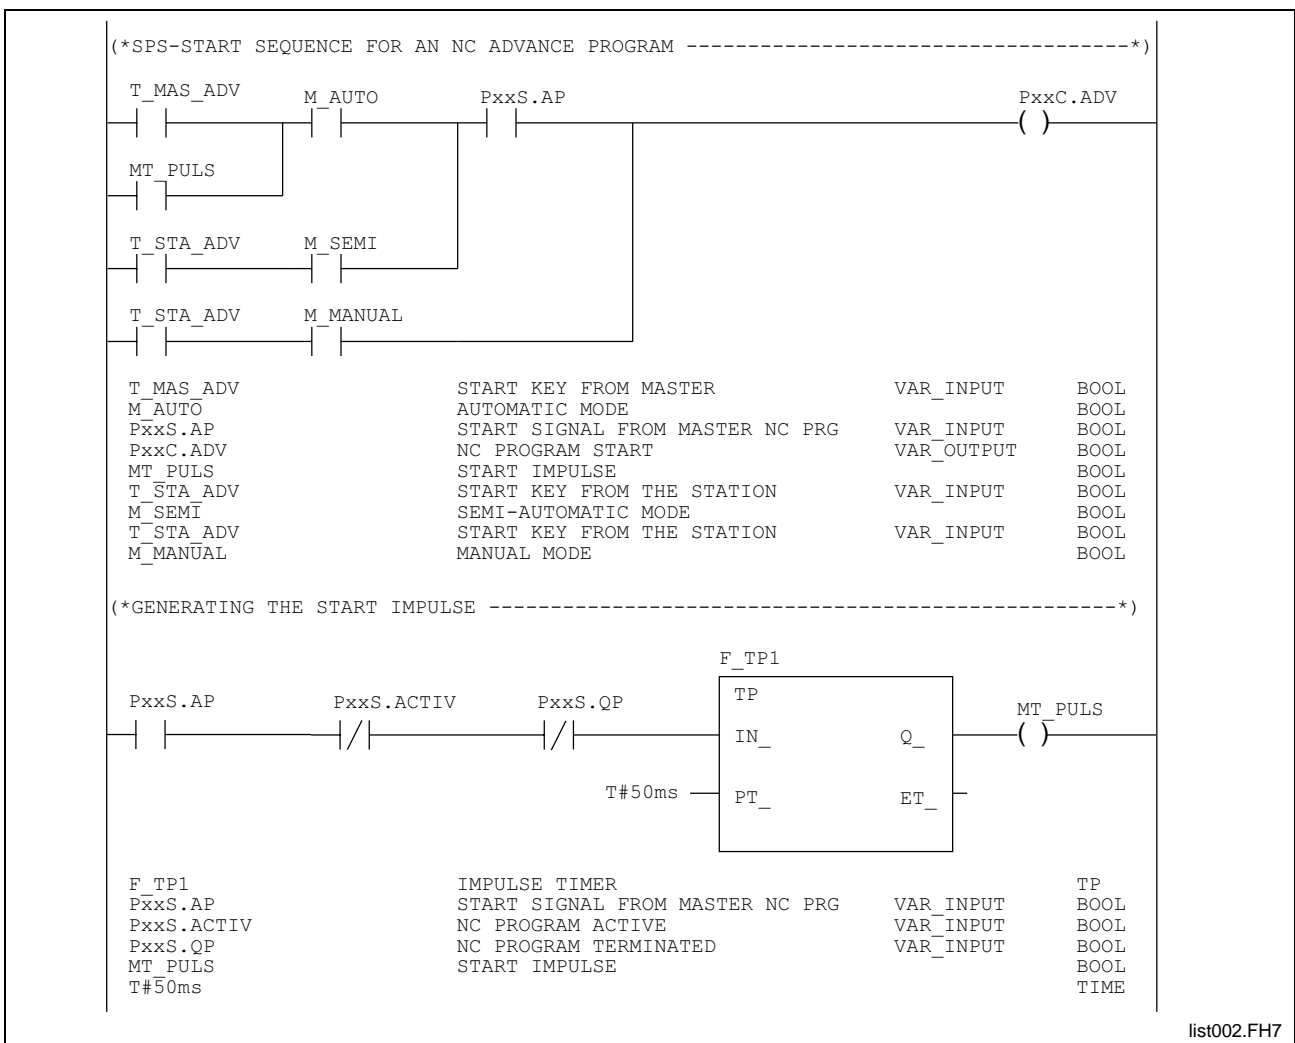 (*SPS-START SEQUENCE FOR AN NC ADVANCE PROGRAM ------------------------------------*)
T_MAS_ADV M_AUTO PxxS.AP PxxC.ADV
( )
MT_PULS
T_STA_ADV M_SEMI
T_STA_ADV M_MANUAL
T_MAS_ADV START KEY FROM MASTER VAR_INPUT BOOL
M_AUTO AUTOMATIC MODE BOOL
PxxS.AP START SIGNAL FROM MASTER NC PRG VAR_INPUT BOOL
PxxC.ADV NC PROGRAM START VAR_OUTPUT BOOL
MT_PULS START IMPULSE BOOL
T_STA_ADV START KEY FROM THE STATION VAR_INPUT BOOL
M_SEMI SEMI-AUTOMATIC MODE BOOL
T_STA_ADV START KEY FROM THE STATION VAR_INPUT BOOL
M_MANUAL MANUAL MODE BOOL
(*GENERATING THE START IMPULSE ---------------------------------------------------*)
F_TP1
PxxS.AP PxxS.ACTIV PxxS.QP TP MT_PULS
IN_ Q_ ( )
T#50ms PT_ ET_
F_TP1 IMPULSE TIMER TP
PxxS.AP START SIGNAL FROM MASTER NC PRG VAR_INPUT BOOL
PxxS.ACTIV NC PROGRAM ACTIVE VAR_INPUT BOOL
PxxS.QP NC PROGRAM TERMINATED VAR_INPUT BOOL
MT_PULS START IMPULSE BOOL
T#50ms TIME
list002.FH7